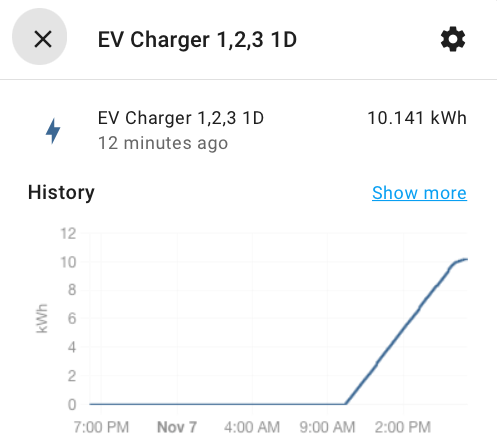 EV Charger 1,2,3 1D
EV Charger 1,2,3 1D 10.141 kWh
12 minutes ago
History Show more
12
10
8
6
4
2
0
kWh
7:00 PM Nov 7 4:00 AM 9:00 AM 2:00 PM